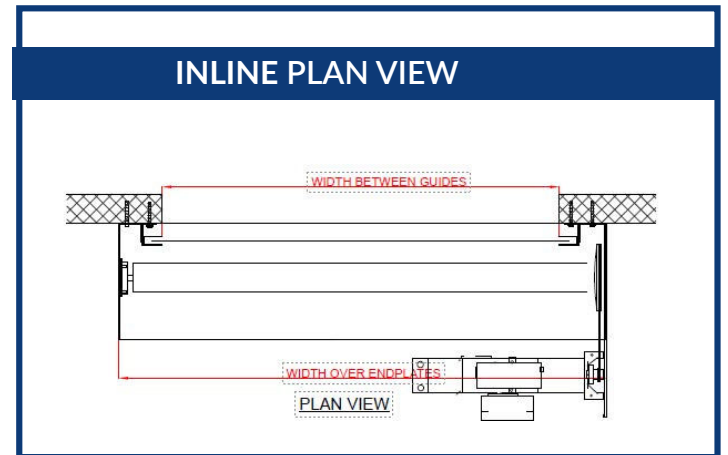 INLINE PLAN VIEW
WIDTH BETWEEN GUIDES
WIDTH OVER ENDPLATES
PLAN VIEW